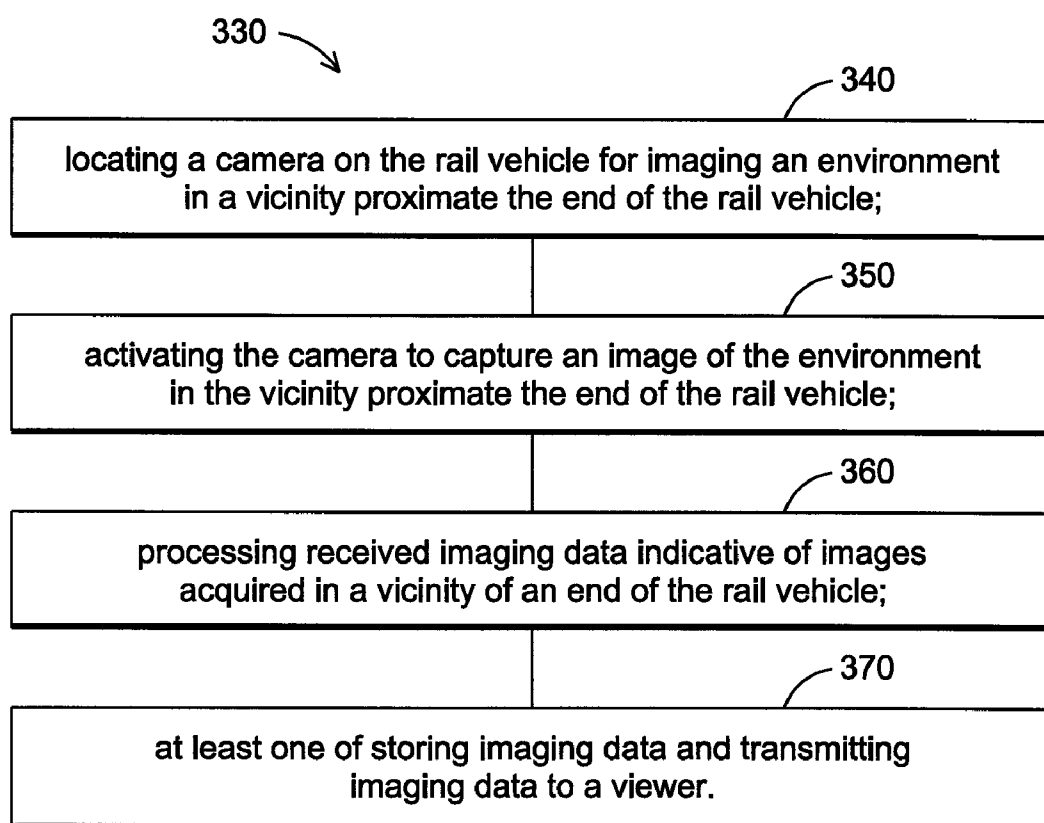 330
340
locating a camera on the rail vehicle for imaging an environment
in a vicinity proximate the end of the rail vehicle;
350
activating the camera to capture an image of the environment
in the vicinity proximate the end of the rail vehicle;
360
processing received imaging data indicative of images
acquired in a vicinity of an end of the rail vehicle;
370
at least one of storing imaging data and transmitting
imaging data to a viewer.